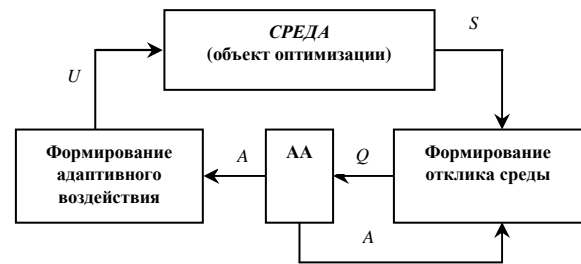 СРЕДА
(объект оптимизации)
S
U
Формирование
адаптивного
воздействия
A
АА
Q
Формирование
отклика среды
A